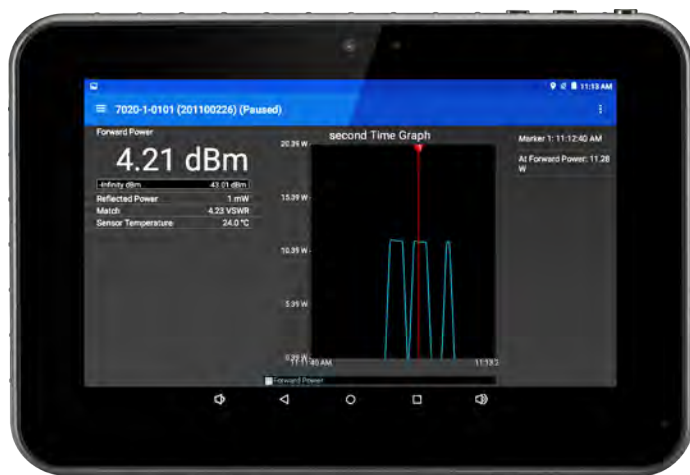 11:13 AM
7020-1-0101 (201100226) (Paused)
Forward Power
4.21 dBm
-Infinity dBm 43.01 dBm
Reflected Power 1 mW
Match 4.23 VSWR
Sensor Temperature 24.0 °C
second Time Graph
20.39 W
15.39 W
10.39 W
5.39 W
0.39 W
11:11:40 AM
Forward Power
Marker 1: 11:12:40 AM
At Forward Power: 11.28
W